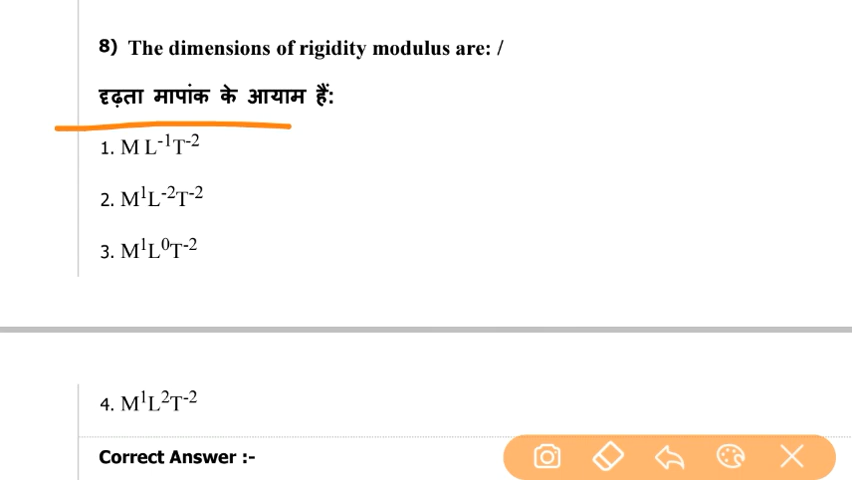 8) The dimensions of rigidity modulus are: /
दृढ़ता मापांक के आयाम हैं:
1. M L⁻¹T⁻²
2. M¹L⁻²T⁻²
3. M¹L⁰T⁻²
4. M¹L²T⁻²
Correct Answer :-